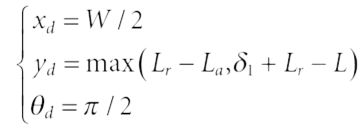 x_d = W / 2
y_d = max(L_r − L_a, δ_1 + L_r − L)
θ_d = π / 2